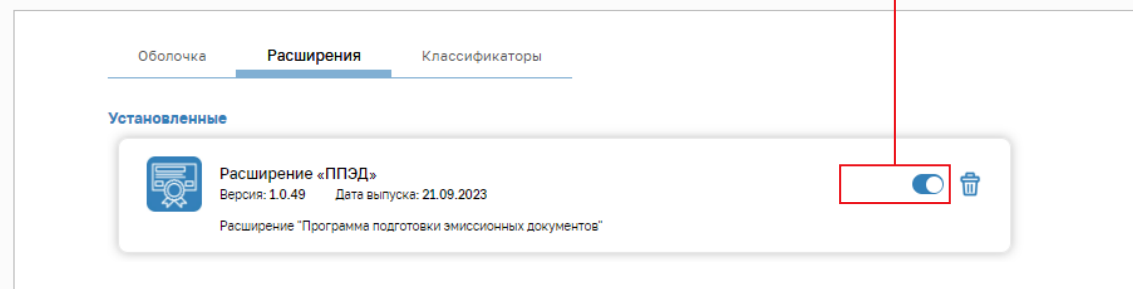 Оболочка Расширения Классификаторы
Установленные
Расширение «ППЭД»
Версия: 1.0.49 Дата выпуска: 21.09.2023
Расширение "Программа подготовки эмиссионных документов"